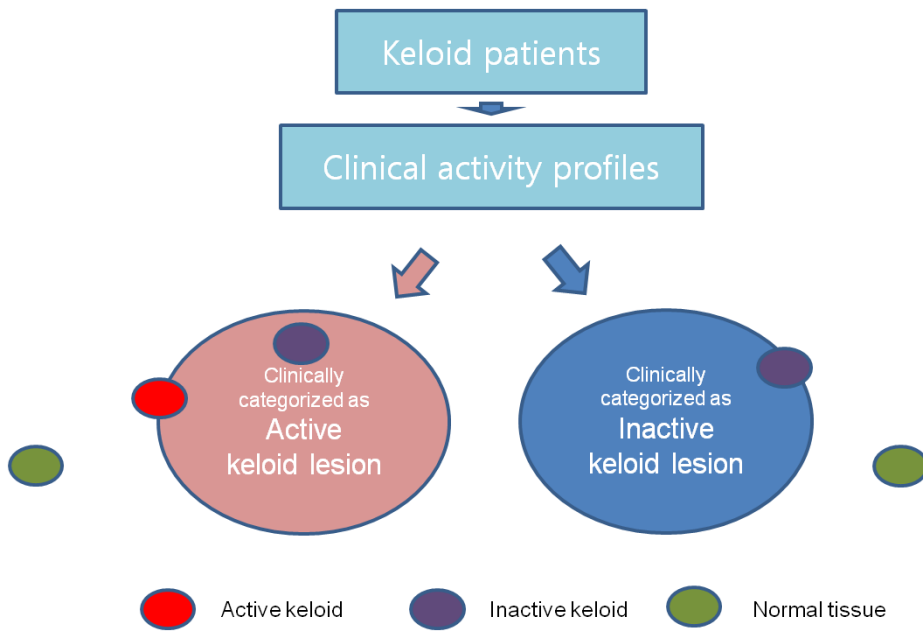 Keloid patients
Clinical activity profiles
Clinically
categorized as
Active
keloid lesion
Clinically
categorized as
Inactive
keloid lesion
Active keloid
Inactive keloid
Normal tissue